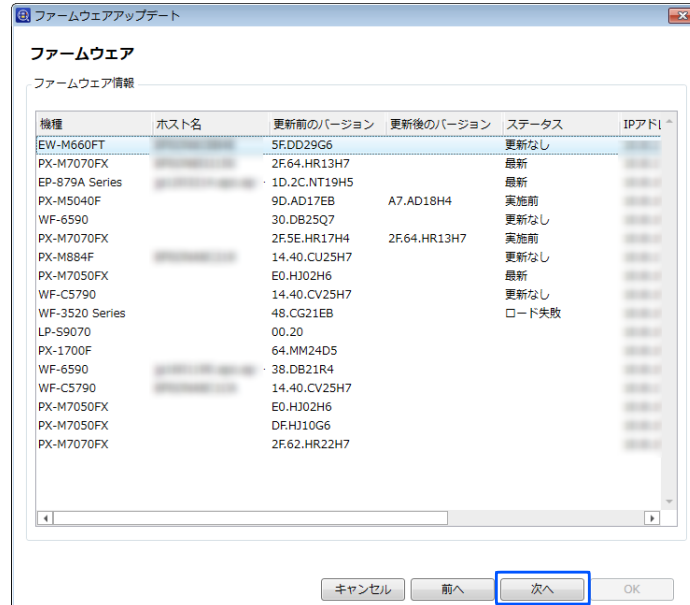 ファームウェアアップデート
ファームウェア
ファームウェア情報
機種 ホスト名 更新前のバージョン 更新後のバージョン ステータス IPアドレ
EW-M660FT 5F.DD29G6 更新なし
PX-M7070FX 2F.64.HR13H7 最新
EP-879A Series 1D.2C.NT19H5 最新
PX-M5040F 9D.AD17EB A7.AD18H4 実施前
WF-6590 30.DB25Q7 更新なし
PX-M7070FX 2F.5E.HR17H4 2F.64.HR13H7 実施前
PX-M884F 14.40.CU25H7 更新なし
PX-M7050FX E0.HJ02H6 最新
WF-C5790 14.40.CV25H7 更新なし
WF-3520 Series 48.CG21EB ロード失敗
LP-S9070 00.20
PX-1700F 64.MM24D5
WF-6590 38.DB21R4
WF-C5790 14.40.CV25H7
PX-M7050FX E0.HJ02H6
PX-M7050FX DF.HJ10G6
PX-M7070FX 2F.62.HR22H7
キャンセル 前へ 次へ OK